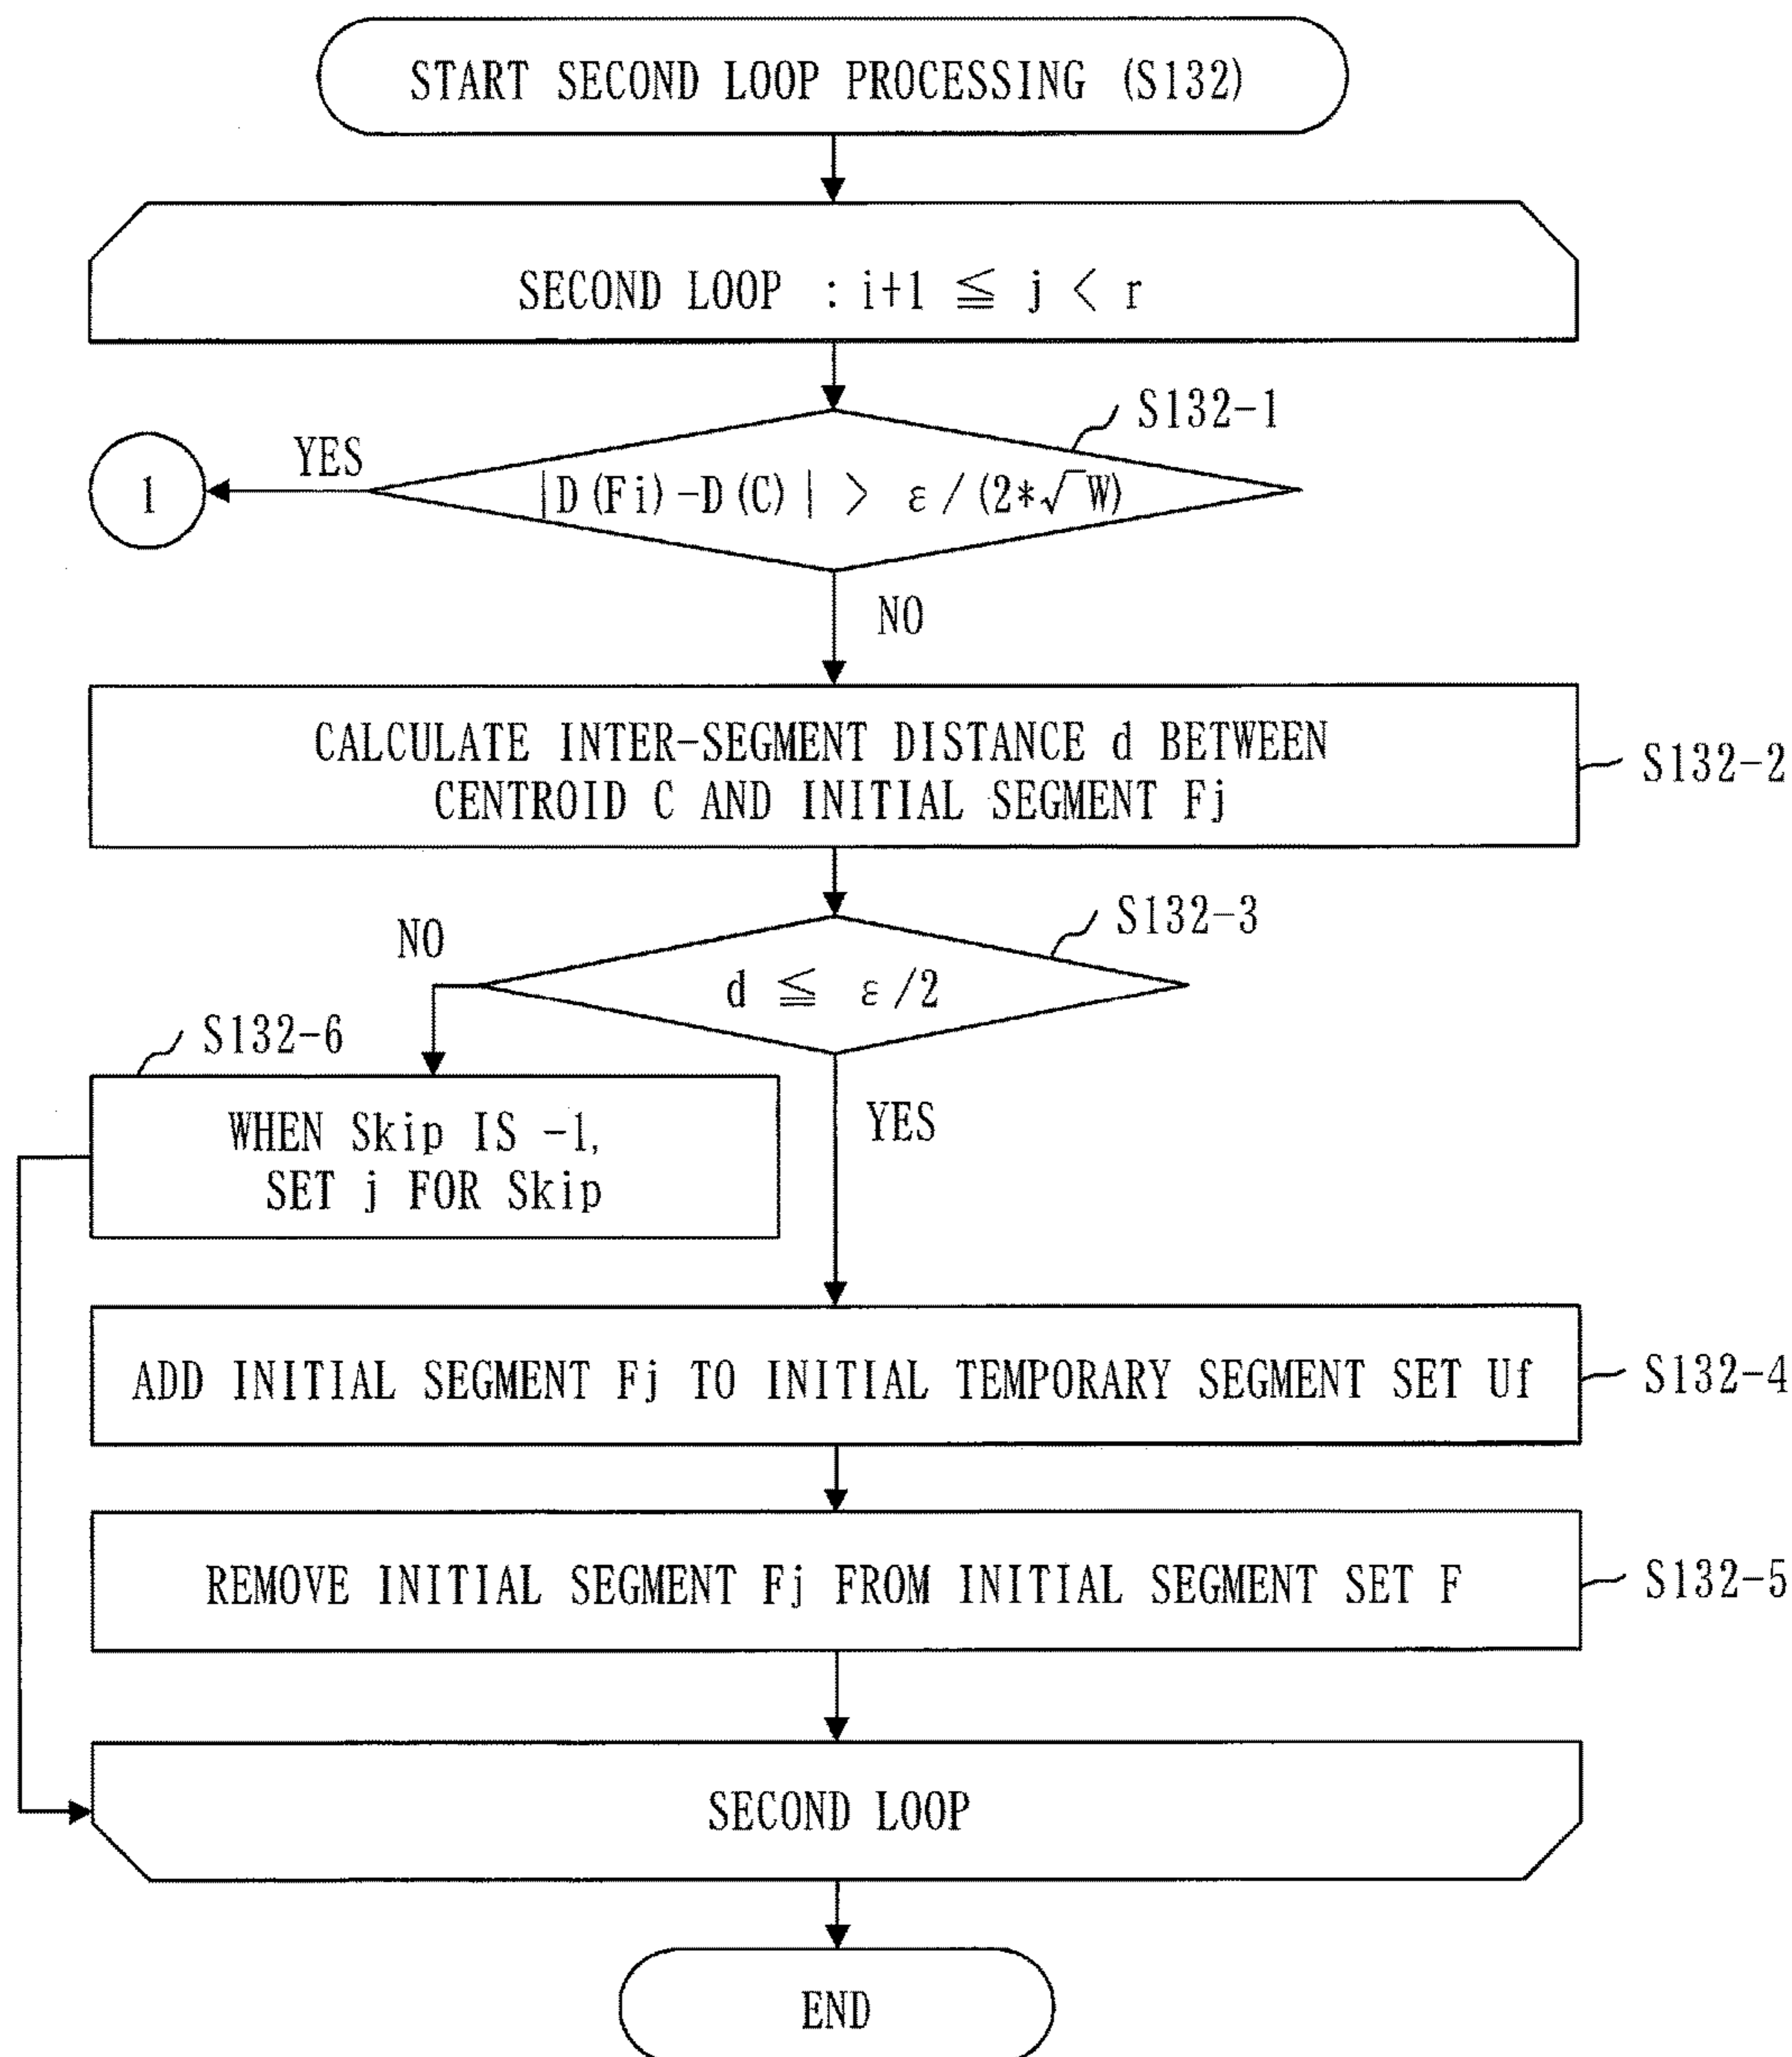 START SECOND LOOP PROCESSING (S132)
SECOND LOOP : i+1 ≦ j < r
S132-1
YES
1
|D(Fi)-D(C)| > ε/(2*√W)
NO
CALCULATE INTER-SEGMENT DISTANCE d BETWEEN
CENTROID C AND INITIAL SEGMENT Fj
S132-2
S132-3
NO
d ≦ ε/2
S132-6
WHEN Skip IS -1,
SET j FOR Skip
YES
ADD INITIAL SEGMENT Fj TO INITIAL TEMPORARY SEGMENT SET Uf
S132-4
REMOVE INITIAL SEGMENT Fj FROM INITIAL SEGMENT SET F
S132-5
SECOND LOOP
END